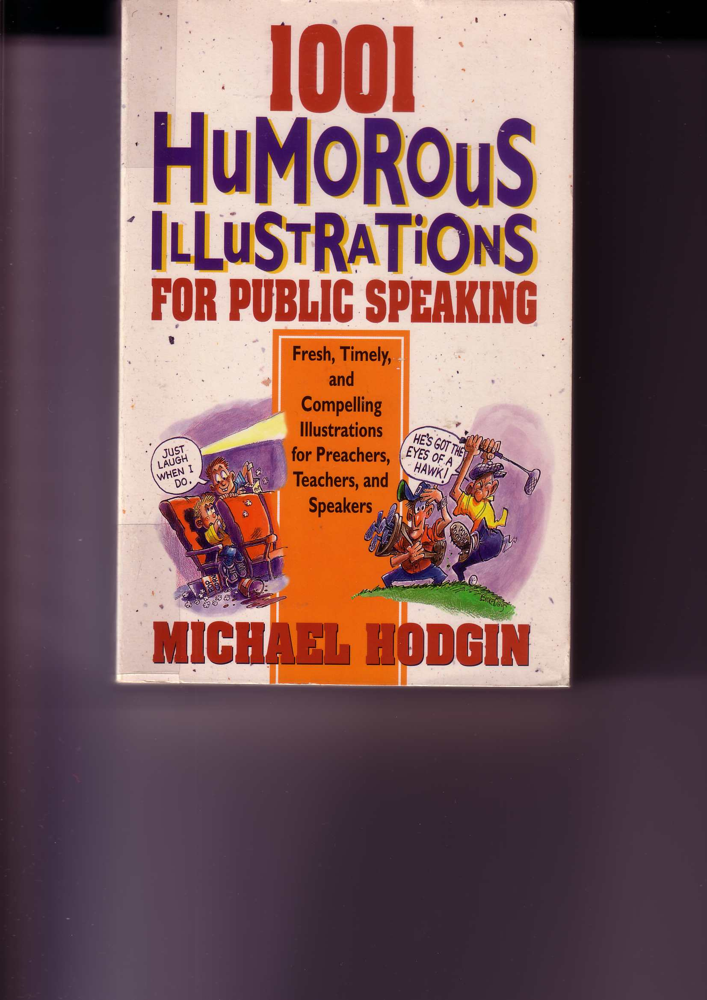 1001
HuMOROuS
ILLuSTRATiONS
FOR PUBLIC SPEAKING
Fresh, Timely,
and
Compelling
Illustrations
for Preachers,
Teachers, and
Speakers
JUST
LAUGH
WHEN I
DO.
HE'S GOT THE
EYES OF A
HAWK!
POP
POP
CORN
MICHAEL HODGIN